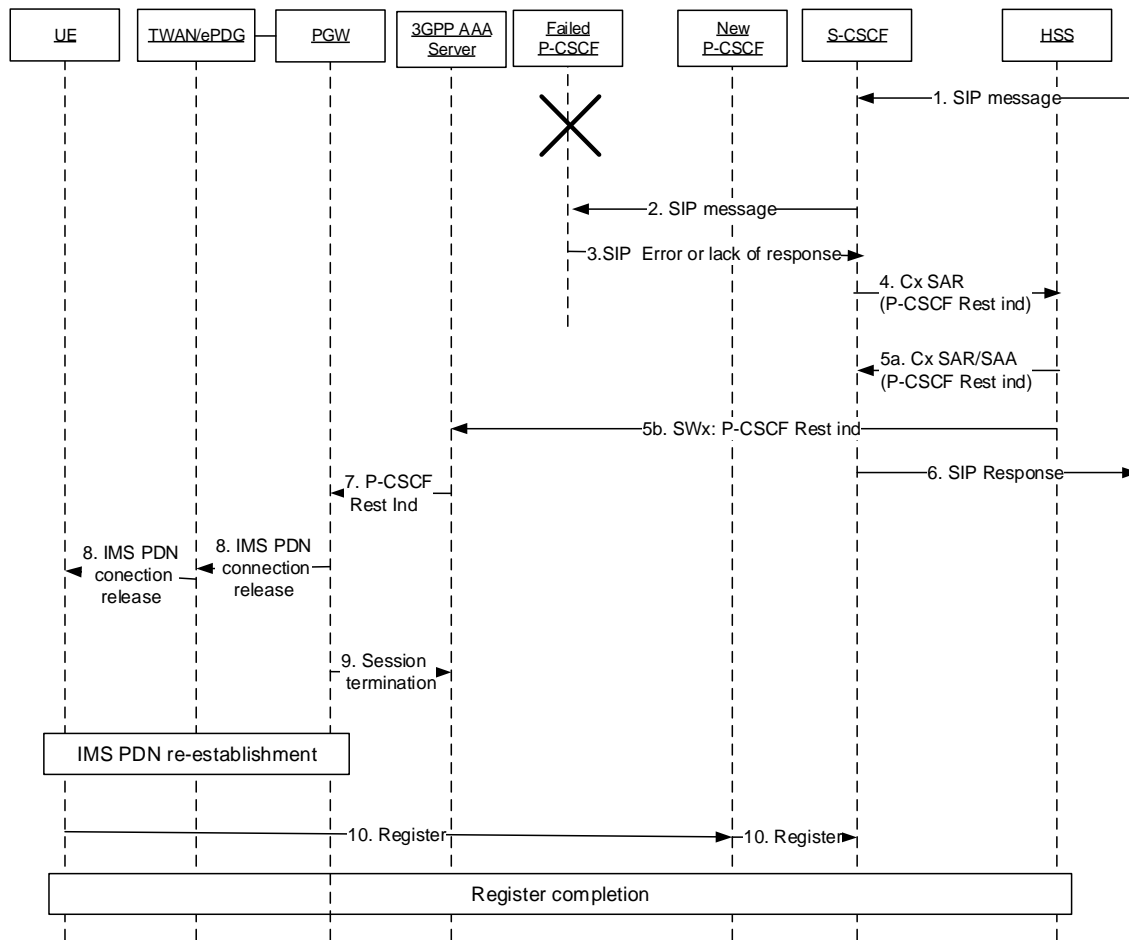 UE
TWAN/ePDG
PGW
3GPP AAA
Server
Failed
P-CSCF
New
P-CSCF
S-CSCF
HSS
1. SIP message
2. SIP message
3.SIP Error or lack of response
4. Cx SAR
(P-CSCF Rest ind)
5a. Cx SAR/SAA
(P-CSCF Rest ind)
5b. SWx: P-CSCF Rest ind
6. SIP Response
7. P-CSCF
Rest Ind
8. IMS PDN
conection
release
8. IMS PDN
connection
release
9. Session
termination
IMS PDN re-establishment
10. Register
10. Register
Register completion